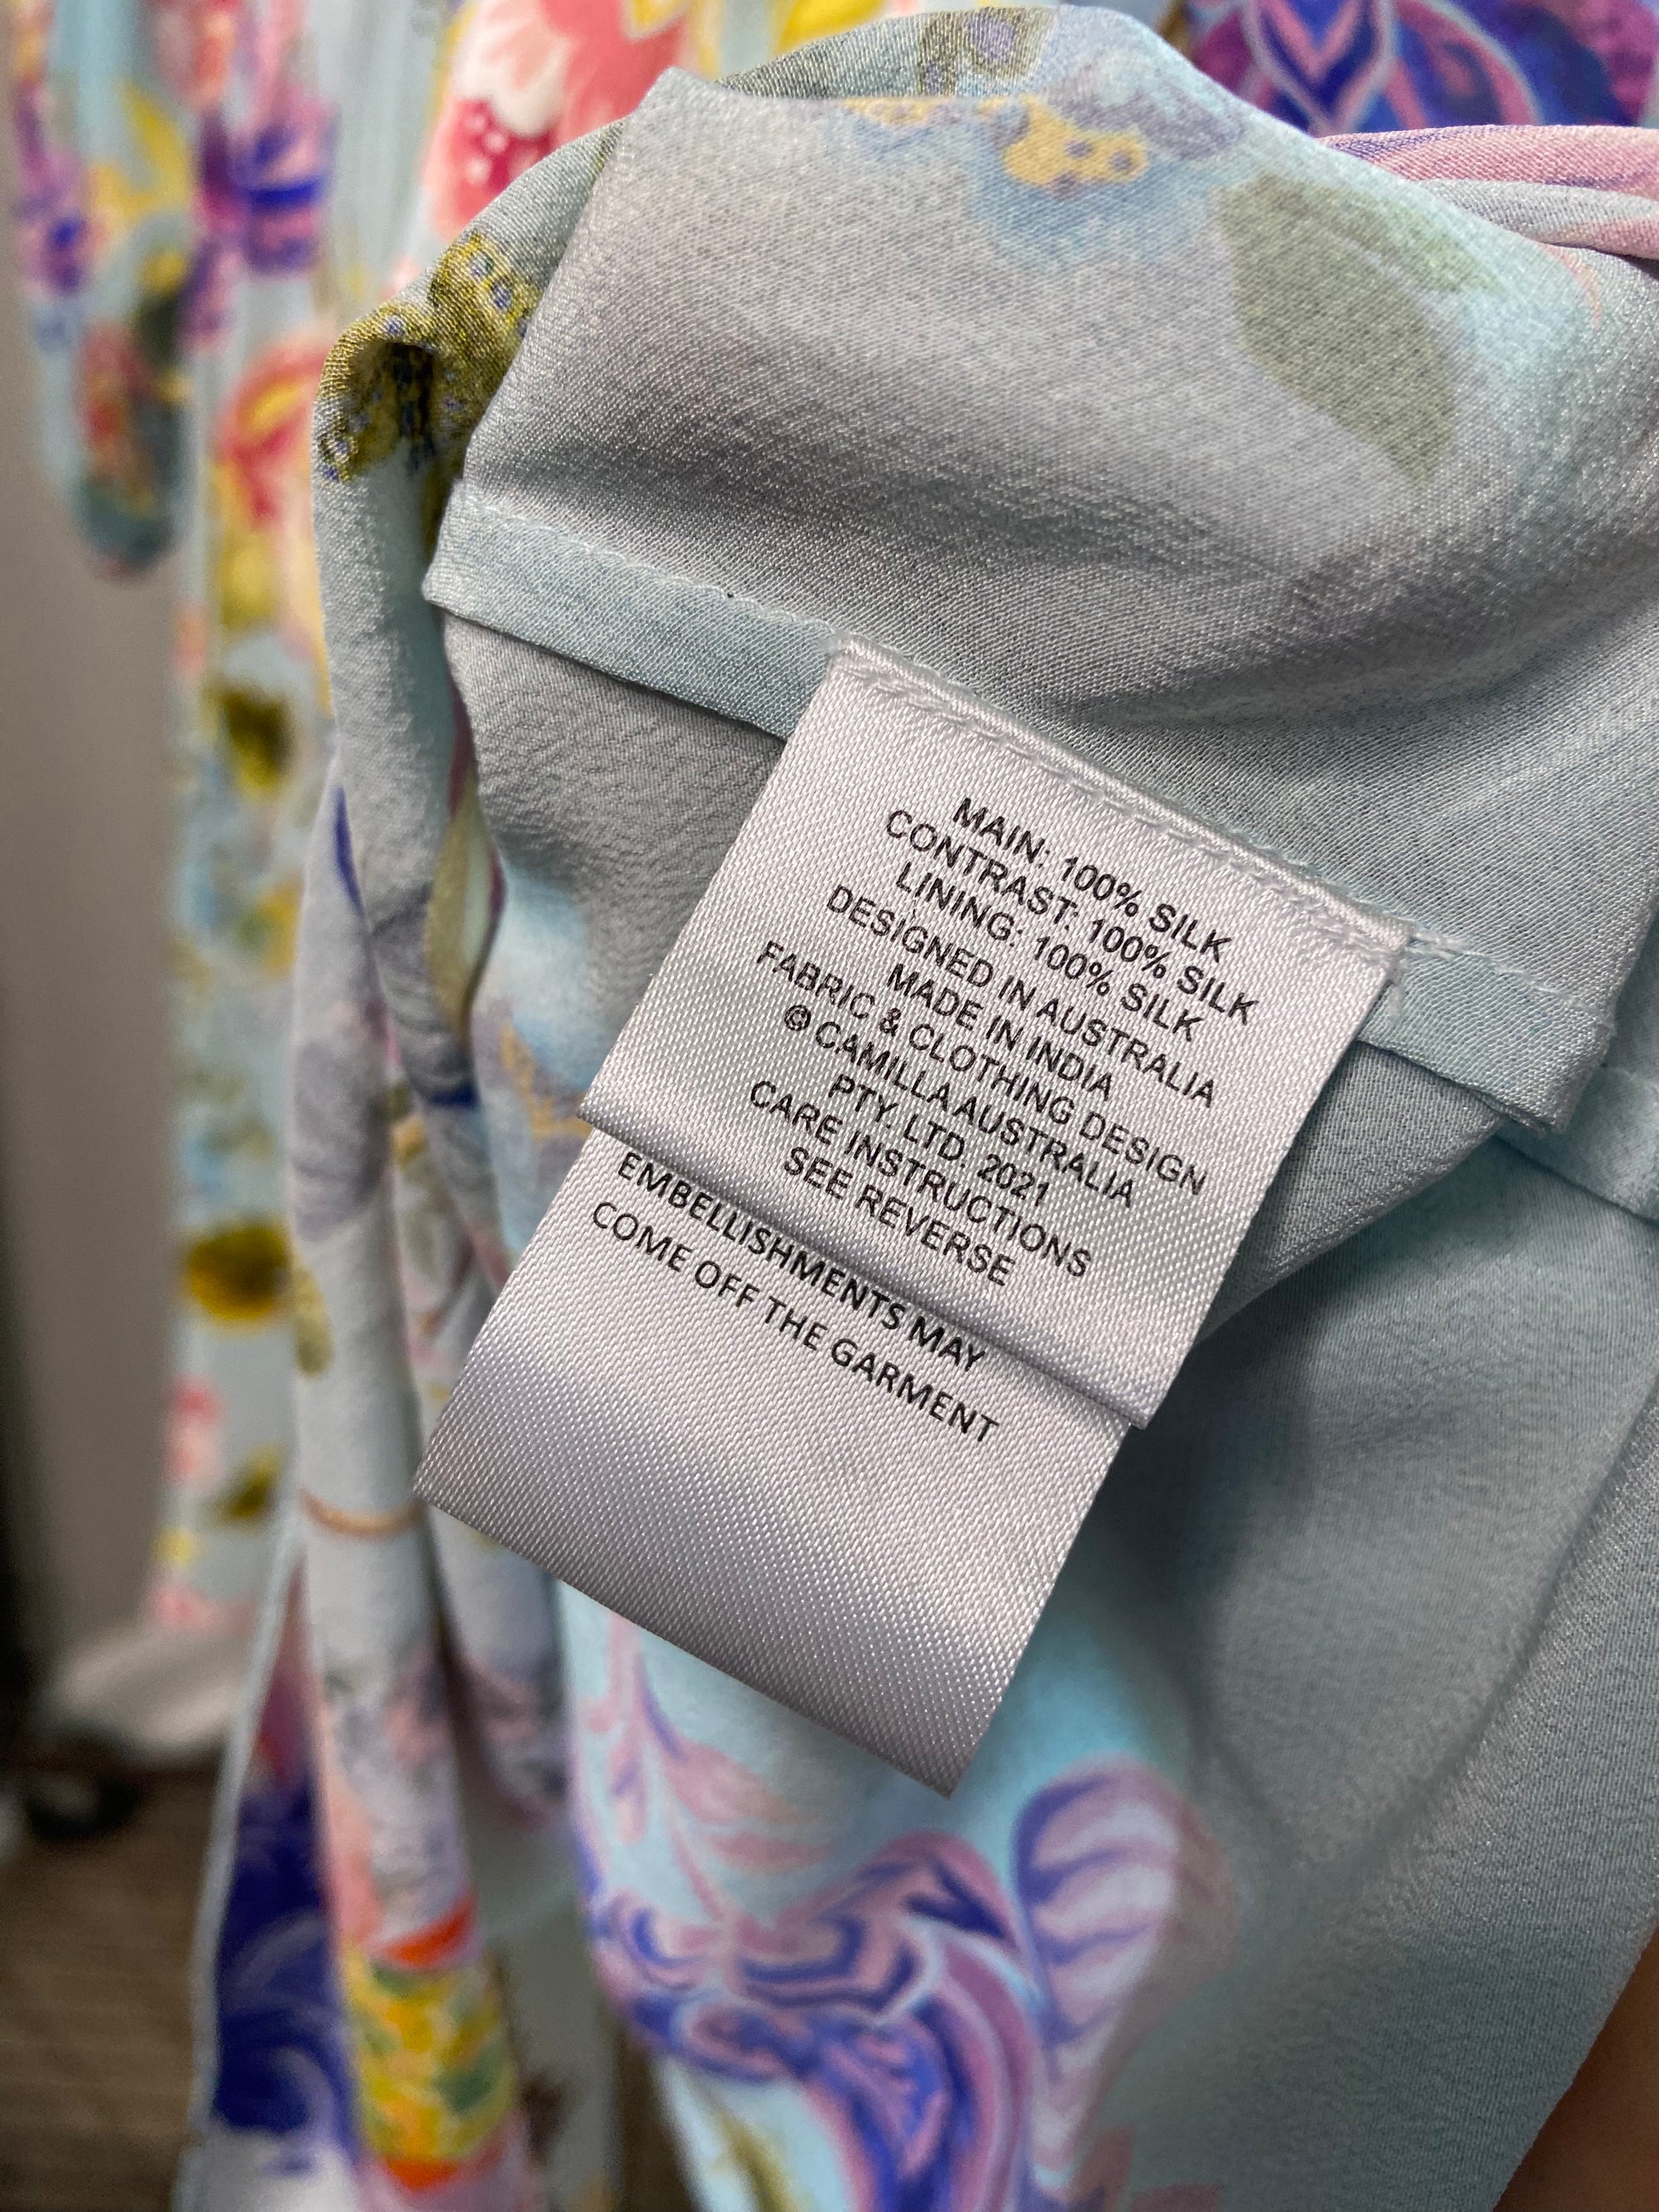 MAIN: 100% SILK
CONTRAST: 100% SILK
LINING: 100% SILK
DESIGNED IN AUSTRALIA
MADE IN INDIA
FABRIC & CLOTHING DESIGN
© CAMILLA AUSTRALIA
PTY. LTD. 2021
CARE INSTRUCTIONS
SEE REVERSE
EMBELLISHMENTS MAY
COME OFF THE GARMENT